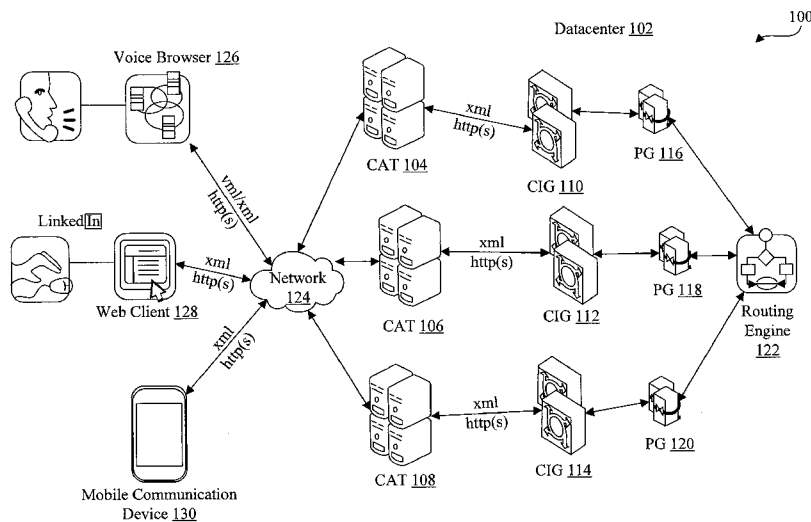 100
Datacenter 102
Voice Browser 126
xml
http(s)
CAT 104
CIG 110
PG 116
vml/xml
http(s)
LinkedIn
xml
http(s)
Web Client 128
Network
124
CAT 106
xml
http(s)
CIG 112
PG 118
Routing
Engine
122
xml
http(s)
CAT 108
xml
http(s)
CIG 114
PG 120
Mobile Communication
Device 130